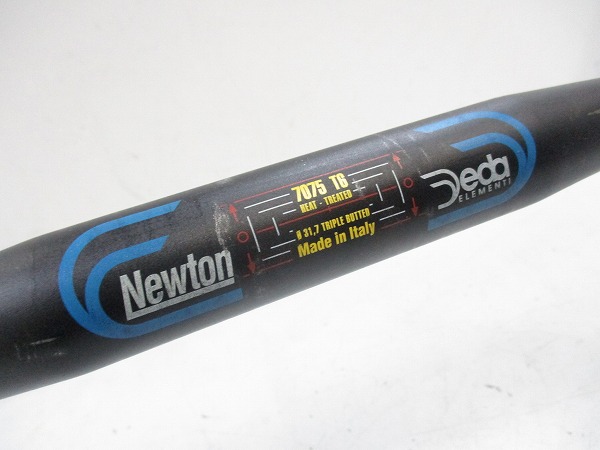 Newton
7075 T6
HEAT - TREATED
Ø 31,7 TRIPLE BUTTED
Made in Italy
Deda
ELEMENTI